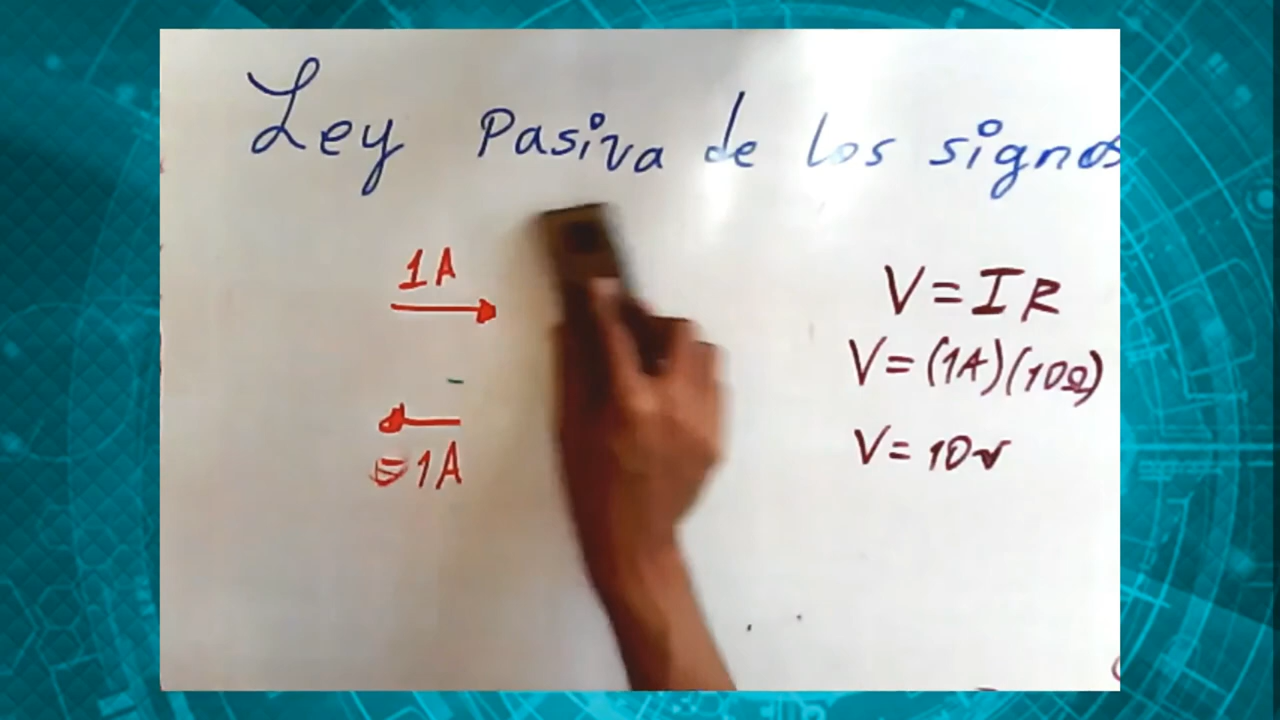 Ley Pasiva de los signos
1A
-1A
V=IR
V=(1A)(10Ω)
V=10v